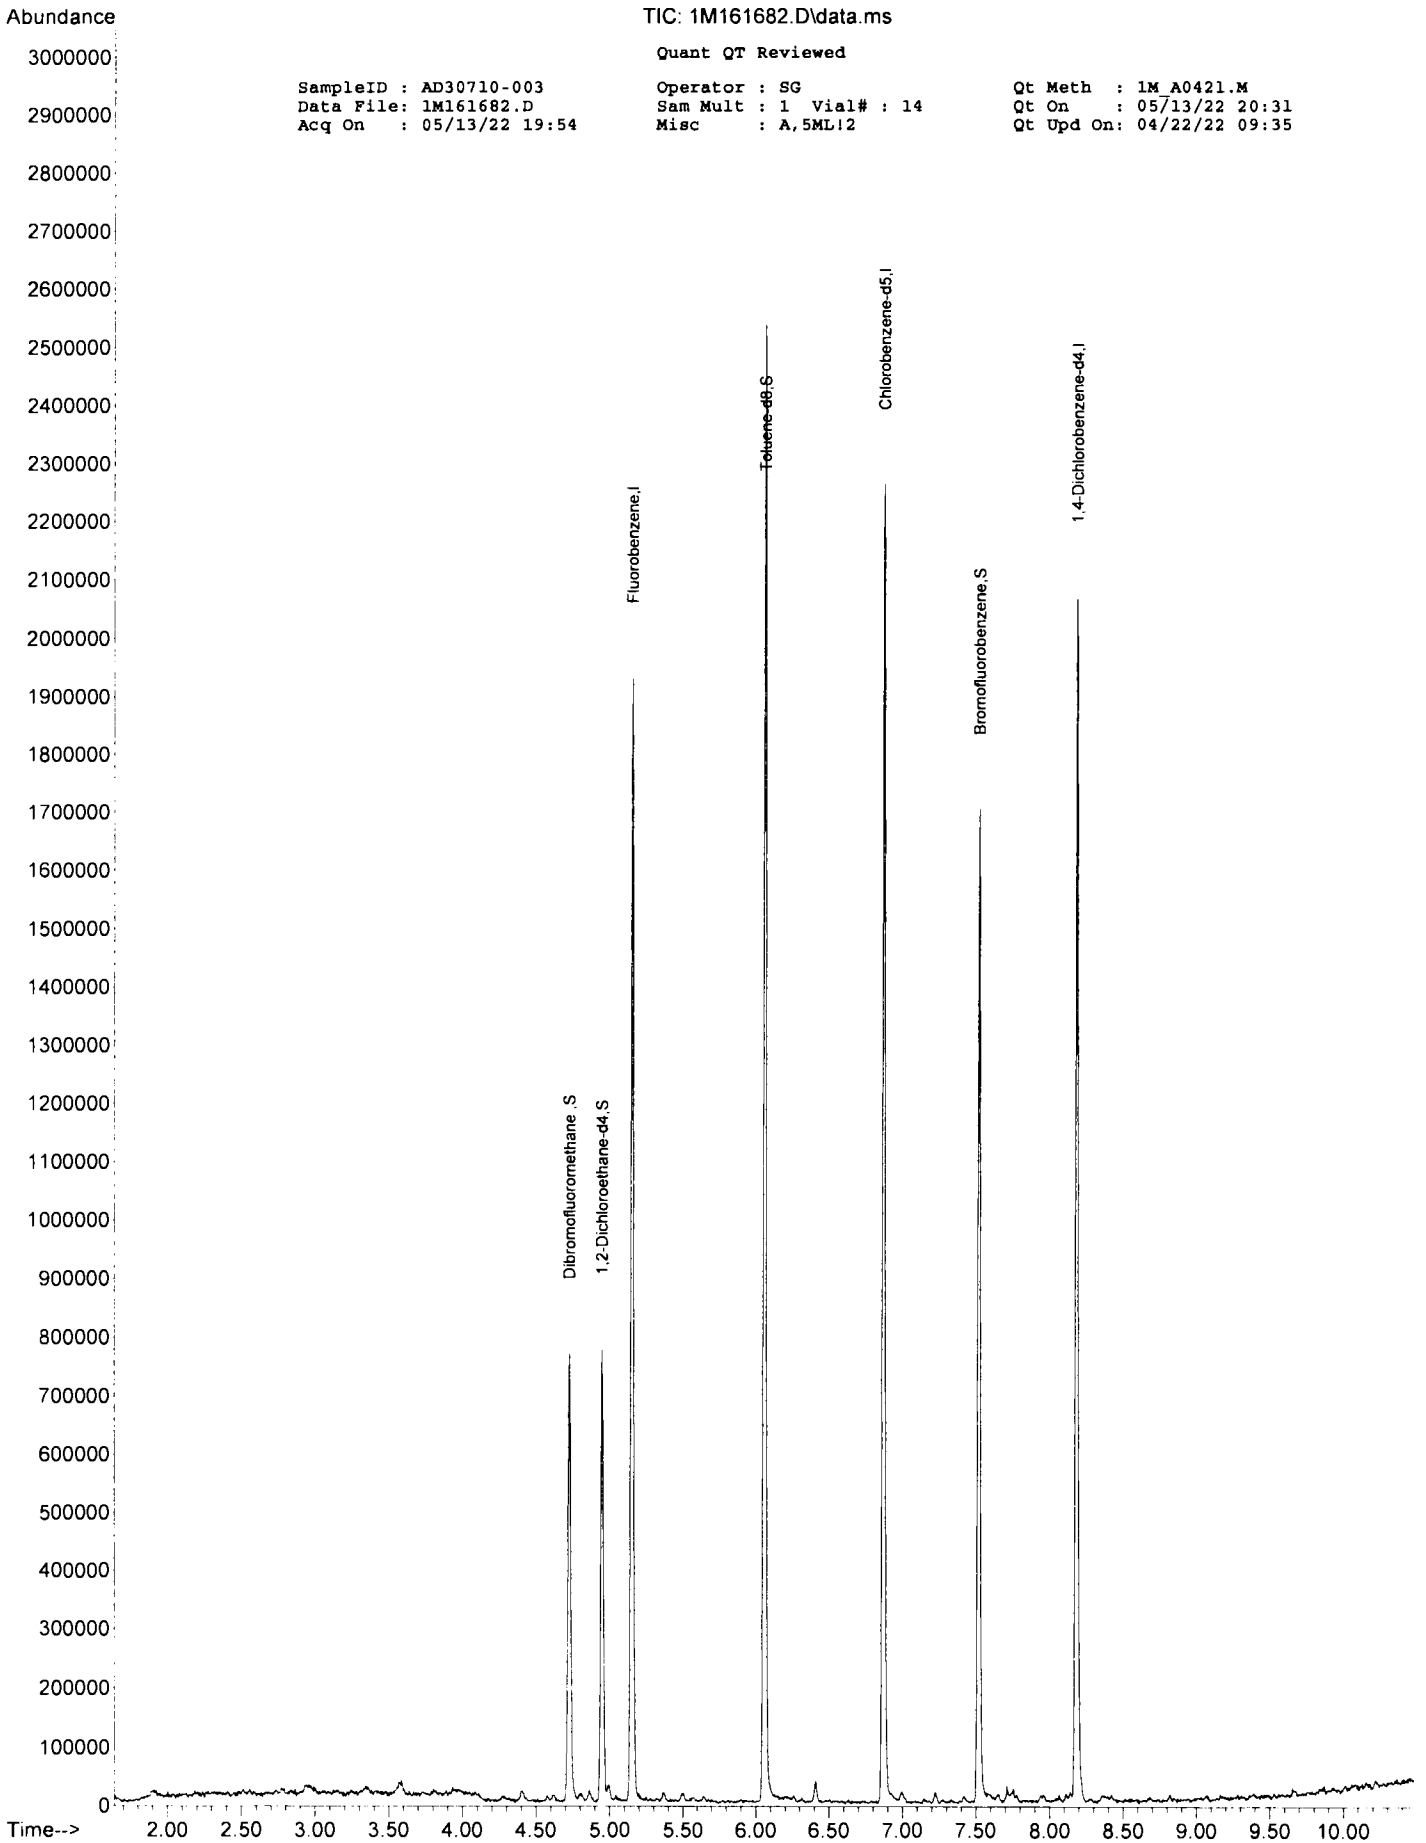 Abundance
TIC: 1M161682.D\data.ms
3000000
Quant QT Reviewed
SampleID : AD30710-003
Operator : SG
Qt Meth : 1M_A0421.M
Data File: 1M161682.D
Sam Mult : 1 Vial# : 14
Qt On : 05/13/22 20:31
Acq On : 05/13/22 19:54
Misc : A,5ML!2
Qt Upd On: 04/22/22 09:35
2900000
2800000
2700000
2600000
2500000
2400000
2300000
2200000
2100000
2000000
1900000
1800000
1700000
1600000
1500000
1400000
1300000
1200000
1100000
1000000
900000
800000
700000
600000
500000
400000
300000
200000
100000
0
Dibromofluoromethane ,S
1,2-Dichloroethane-d4,S
Fluorobenzene,I
Toluene-d8,S
Chlorobenzene-d5,I
Bromofluorobenzene,S
1,4-Dichlorobenzene-d4,I
Time--> 2.00 2.50 3.00 3.50 4.00 4.50 5.00 5.50 6.00 6.50 7.00 7.50 8.00 8.50 9.00 9.50 10.00